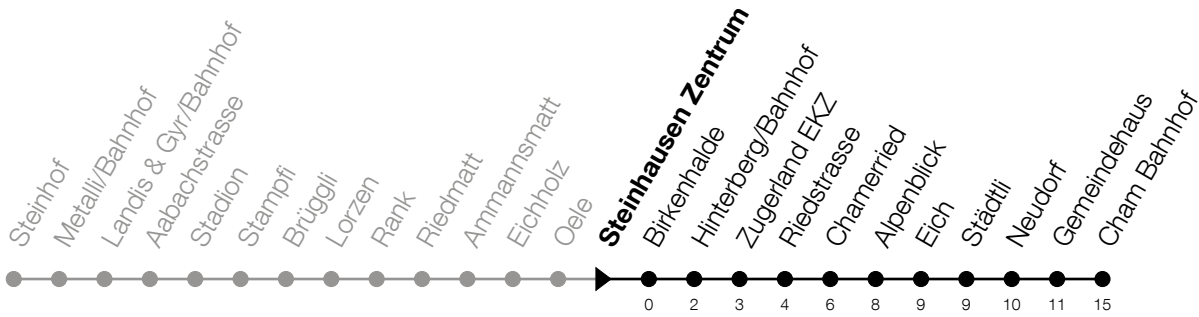 Steinhof
Metalli/Bahnhof
Landis & Gyr/Bahnhof
Aabachstrasse
Stadion
Stampfi
Brüggli
Lorzen
Rank
Riedmatt
Ammannsmatt
Eichholz
Oele
Steinhausen Zentrum
Birkenhalde
Hinterberg/Bahnhof
Zugerland EKZ
Riedstrasse
Chamerried
Alpenblick
Eich
Städtli
Neudorf
Gemeindehaus
Cham Bahnhof
0 2 3 4 6 8 9 9 10 11 15